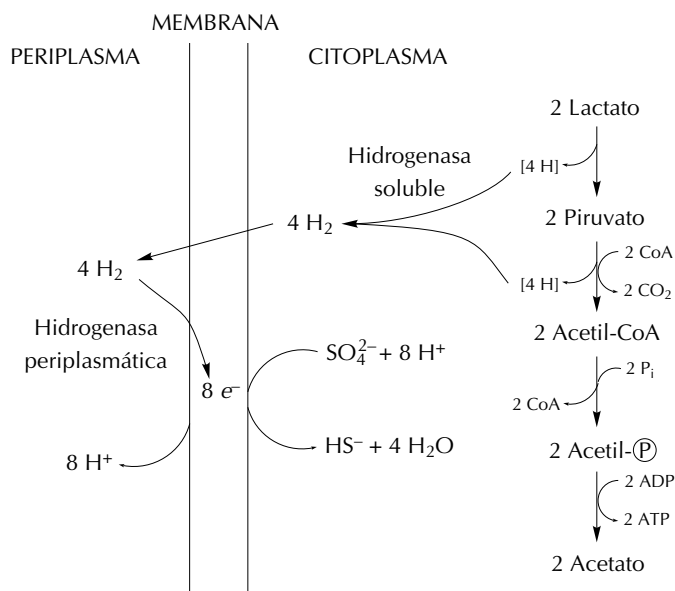 MEMBRANA
PERIPLASMA
CITOPLASMA
2 Lactato
Hidrogenasa
soluble
[4 H]
2 Piruvato
4 H₂
4 H₂
[4 H]
2 CoA
2 CO₂
Hidrogenasa
periplasmática
2 Acetil-CoA
SO₄²⁻ + 8 H⁺
8 e⁻
2 Pᵢ
2 CoA
HS⁻ + 4 H₂O
8 H⁺
2 Acetil-Ⓟ
2 ADP
2 ATP
2 Acetato